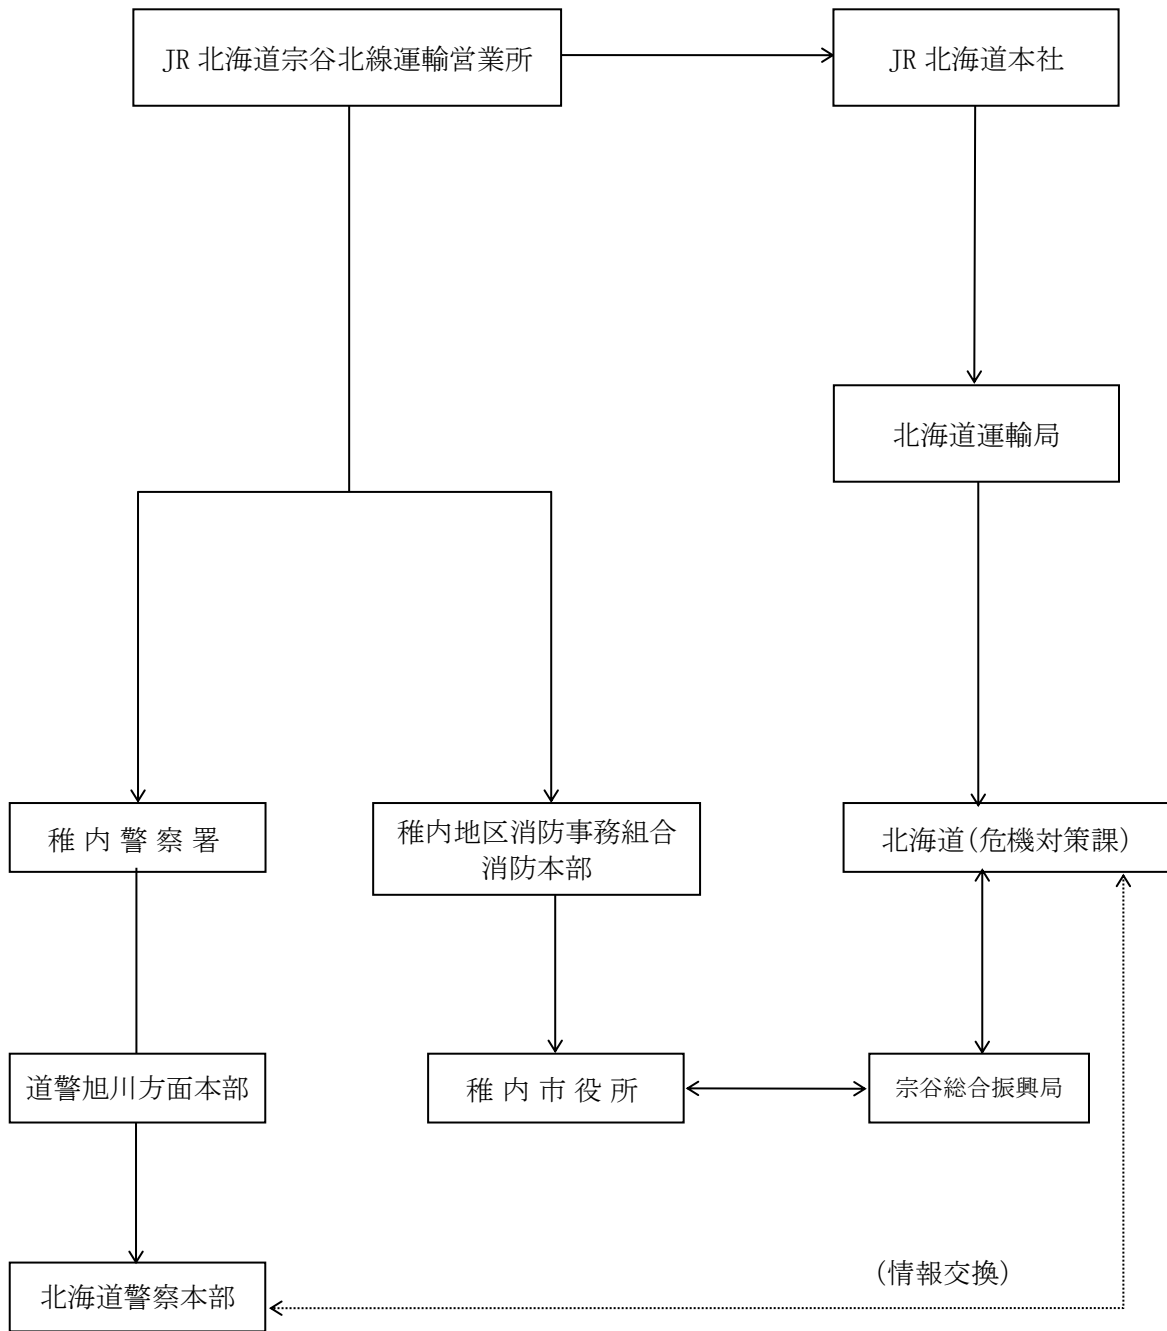 JR 北海道宗谷北線運輸営業所
JR 北海道本社
北海道運輸局
稚 内 警 察 署
稚内地区消防事務組合
消防本部
北海道(危機対策課)
道警旭川方面本部
稚 内 市 役 所
宗谷総合振興局
(情報交換)
北海道警察本部